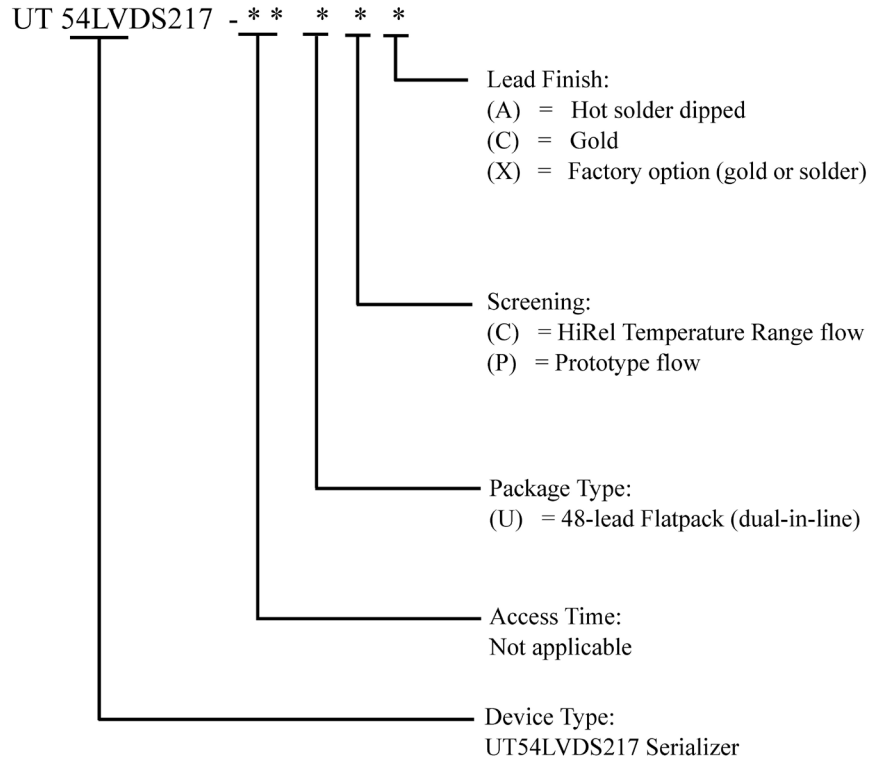 UT 54LVDS217 - * * * * *
Lead Finish:
(A) = Hot solder dipped
(C) = Gold
(X) = Factory option (gold or solder)
Screening:
(C) = HiRel Temperature Range flow
(P) = Prototype flow
Package Type:
(U) = 48-lead Flatpack (dual-in-line)
Access Time:
Not applicable
Device Type:
UT54LVDS217 Serializer